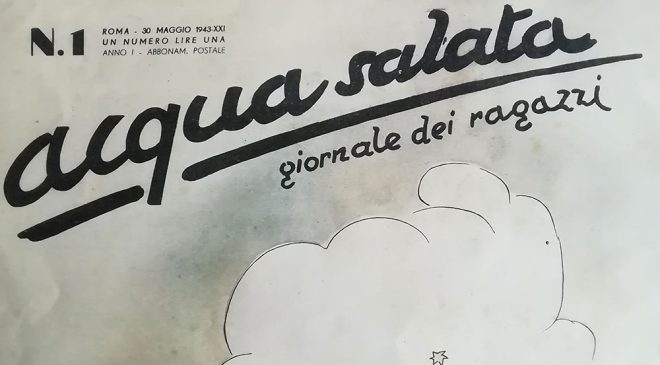 N.1
ROMA - 30 MAGGIO 1943-XXI
UN NUMERO LIRE UNA
ANNO I - ABBONAM. POSTALE
acqua salata
giornale dei ragazzi